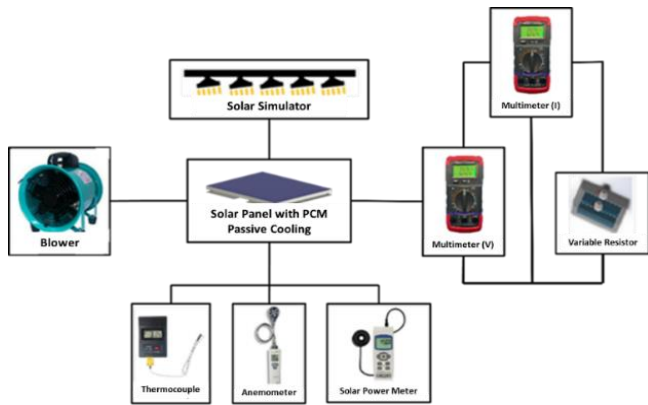 Solar Simulator
Multimeter (I)
Blower
Solar Panel with PCM
Passive Cooling
Multimeter (V)
Variable Resistor
Thermocouple
Anemometer
Solar Power Meter